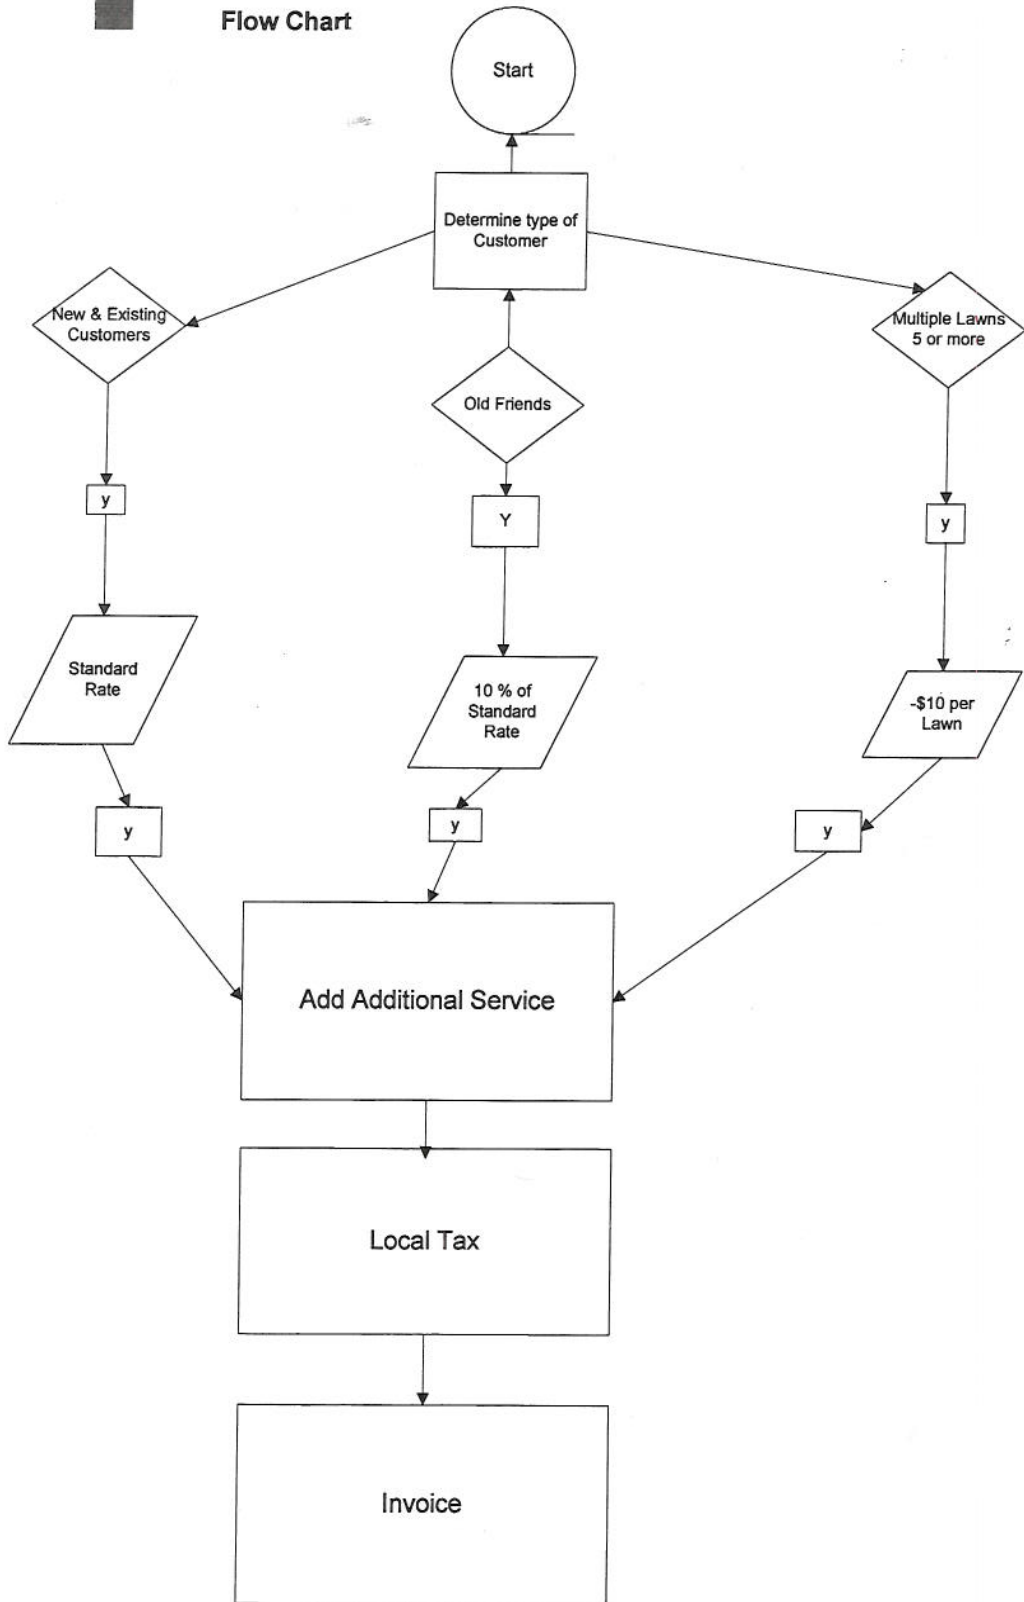 Flow Chart
Start
Determine type of
Customer
New & Existing
Customers
Old Friends
Multiple Lawns
5 or more
y
Y
y
Standard
Rate
10 % of
Standard
Rate
-$10 per
Lawn
y
y
y
Add Additional Service
Local Tax
Invoice